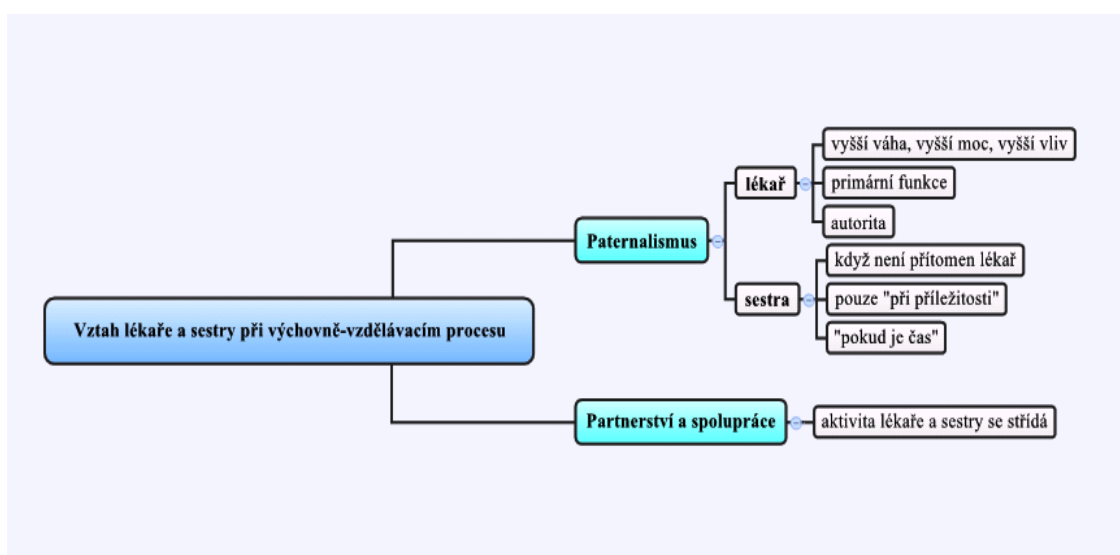 Vztah lékaře a sestry při výchovně-vzdělávacím procesu
Paternalismus
lékař
vyšší váha, vyšší moc, vyšší vliv
primární funkce
autorita
sestra
když není přítomen lékař
pouze "při příležitosti"
"pokud je čas"
Partnerství a spolupráce
aktivita lékaře a sestry se střídá